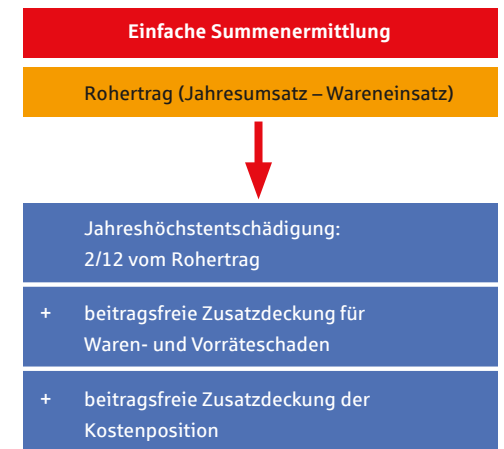 Einfache Summenermittlung
Rohertrag (Jahresumsatz – Wareneinsatz)
Jahreshöchstentschädigung:
2/12 vom Rohertrag
+ beitragsfreie Zusatzdeckung für
Waren- und Vorräteschaden
+ beitragsfreie Zusatzdeckung der
Kostenposition